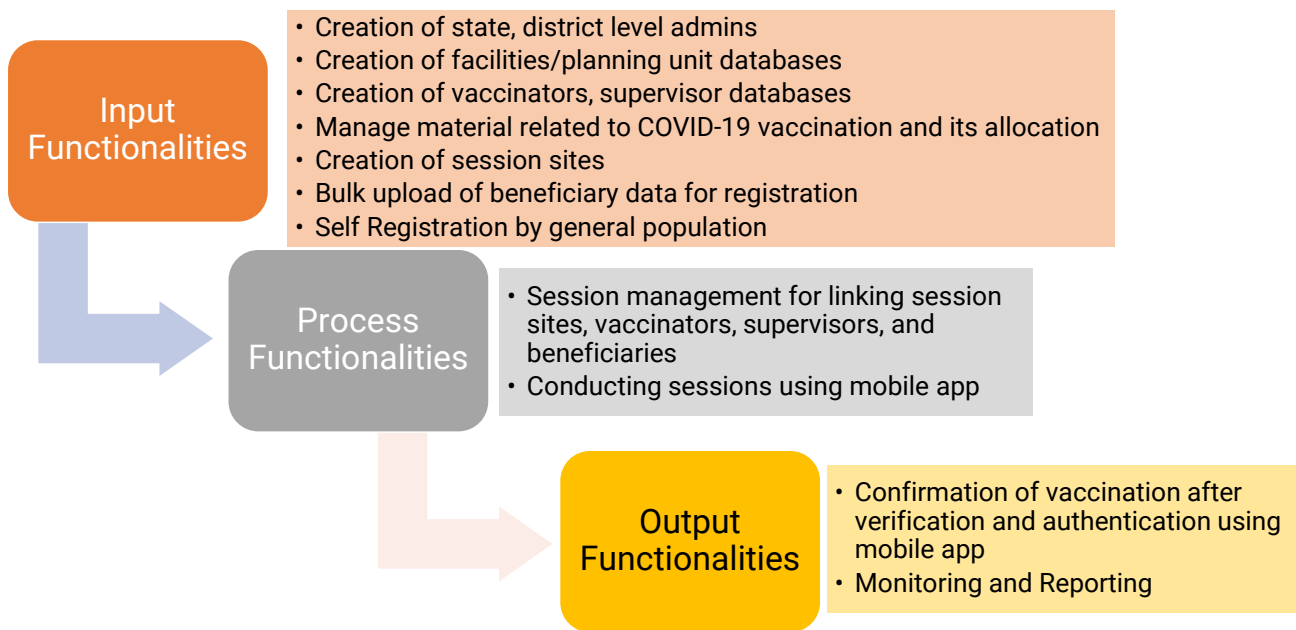 Input
Functionalities
• Creation of state, district level admins
• Creation of facilities/planning unit databases
• Creation of vaccinators, supervisor databases
• Manage material related to COVID-19 vaccination and its allocation
• Creation of session sites
• Bulk upload of beneficiary data for registration
• Self Registration by general population
Process
Functionalities
• Session management for linking session
sites, vaccinators, supervisors, and
beneficiaries
• Conducting sessions using mobile app
Output
Functionalities
• Confirmation of vaccination after
verification and authentication using
mobile app
• Monitoring and Reporting